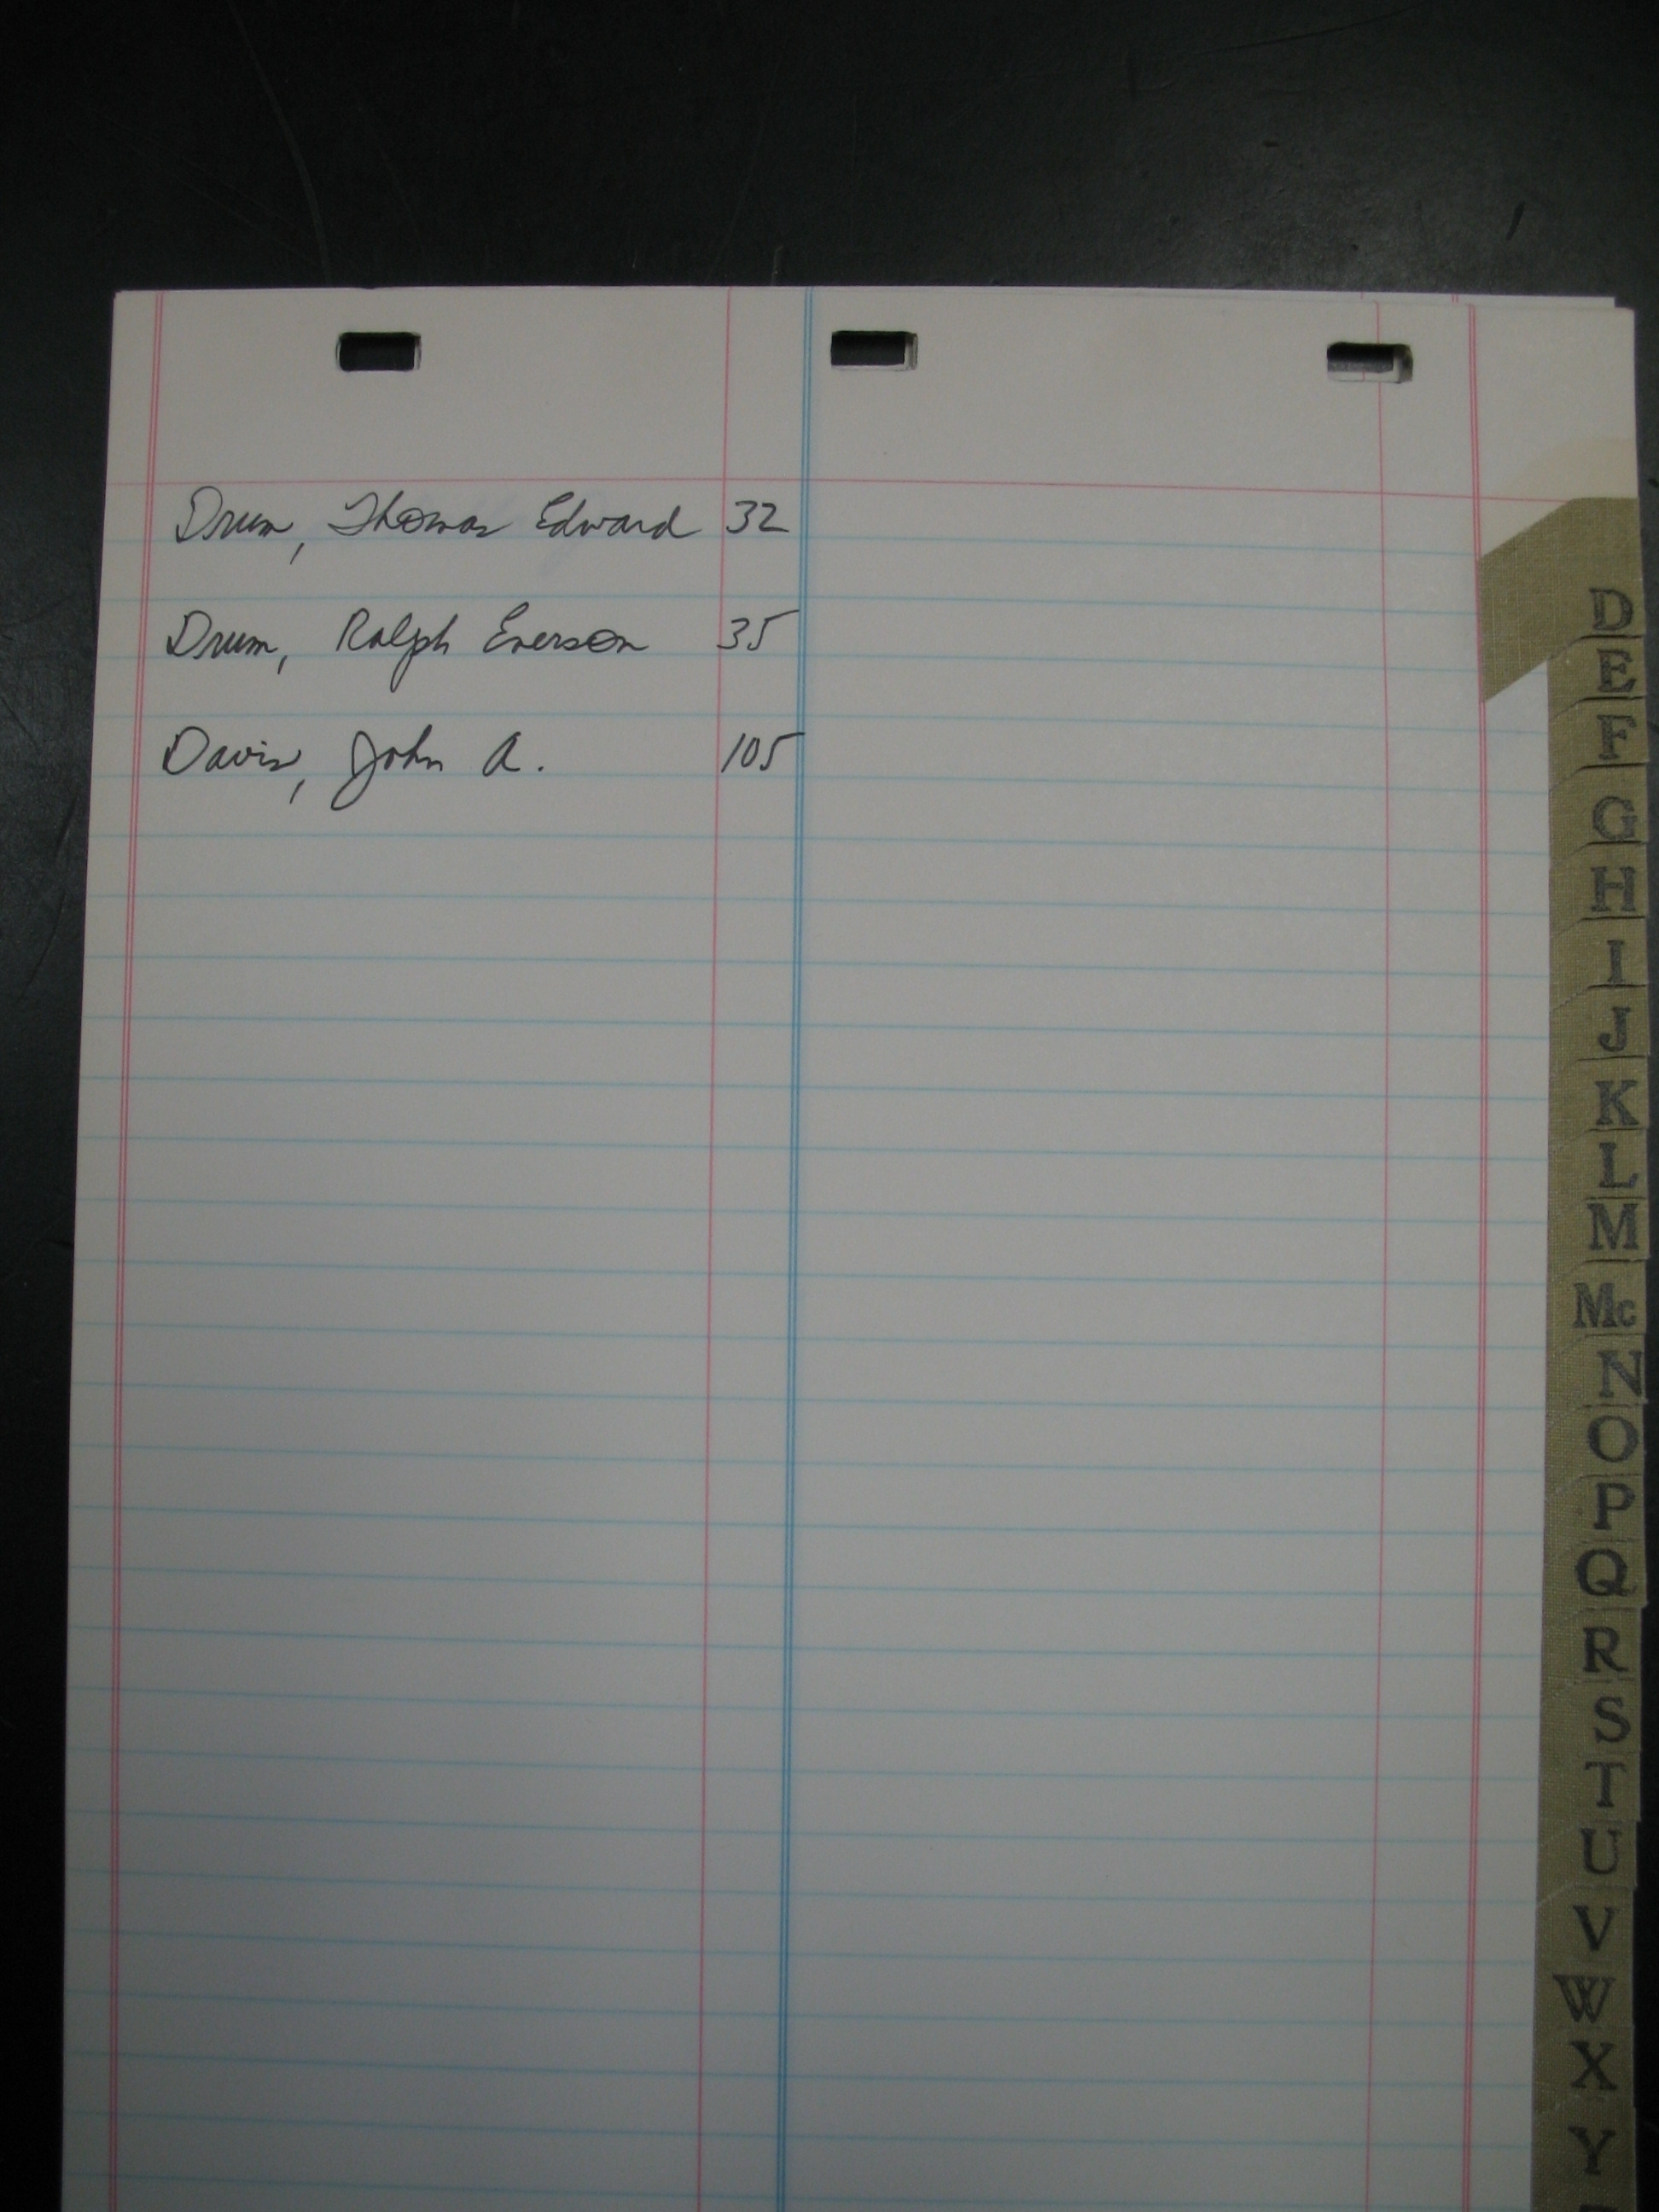 Drum, Thomas Edward 32
Drum, Ralph Everson 35
Davis, John A. 105
D
E
F
G
H
I
J
K
L
M
Mc
N
O
P
Q
R
S
T
U
V
W
X
Y